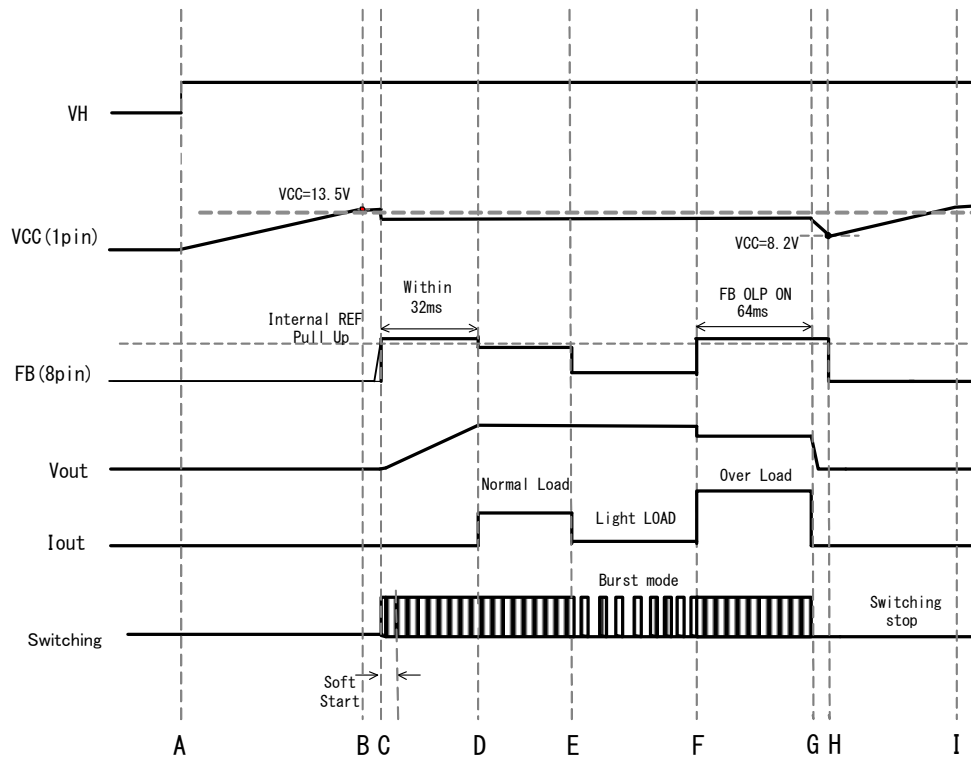 VH
VCC=13.5V
VCC(1pin)
VCC=8.2V
Within
32ms
FB OLP ON
64ms
Internal REF
Pull Up
FB(8pin)
Vout
Normal Load
Over Load
Light LOAD
Iout
Burst mode
Switching
stop
Switching
Soft
Start
A B C D E F G H I